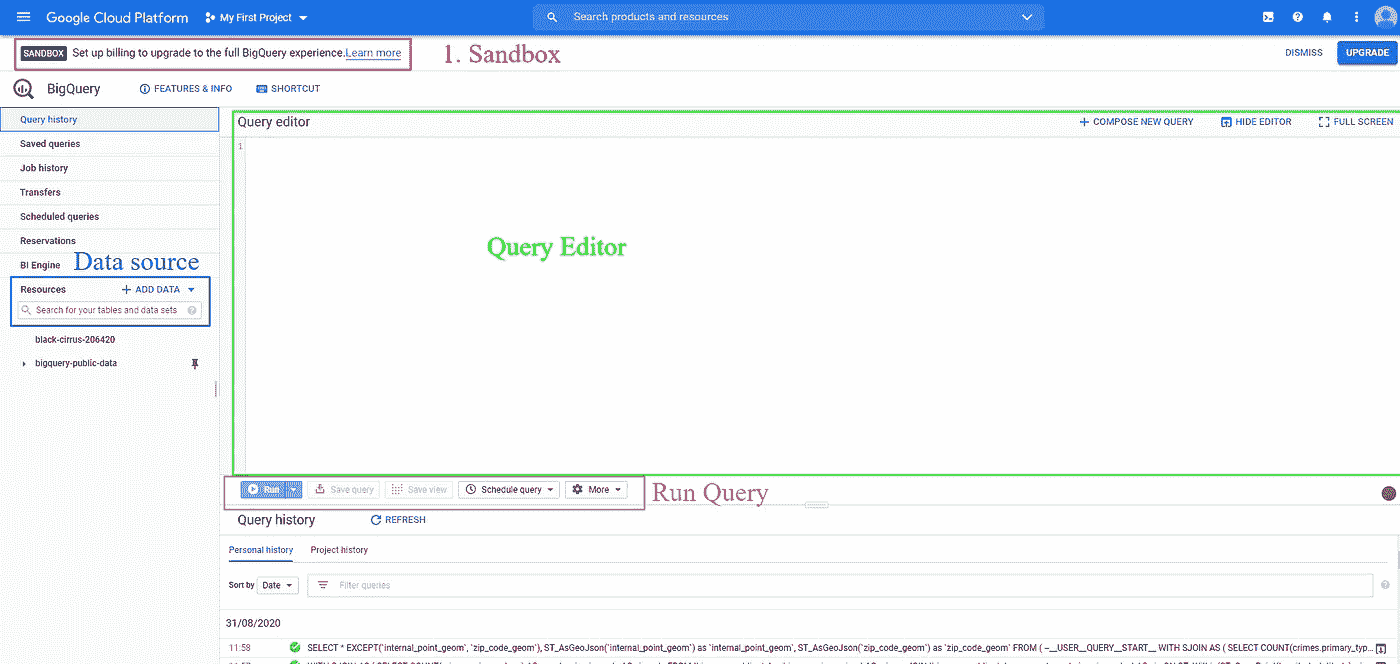 Google Cloud Platform My First Project Search products and resources
SANDBOX Set up billing to upgrade to the full BigQuery experience. Learn more 1. Sandbox DISMISS UPGRADE
BigQuery FEATURES & INFO SHORTCUT
Query history
Saved queries
Job history
Transfers
Scheduled queries
Reservations
BI Engine Data source
Resources ADD DATA
Search for your tables and data sets
black-cirrus-206420
bigquery-public-data
Query editor COMPOSE NEW QUERY HIDE EDITOR FULL SCREEN
1
Query Editor
Run Save query Save view Schedule query More Run Query
Query history REFRESH
Personal history Project history
Sort by Date Filter queries
31/08/2020
11:58 SELECT * EXCEPT('internal_point_geom', 'zip_code_geom'), ST_AsGeoJson('internal_point_geom') as 'internal_point_geom', ST_AsGeoJson('zip_code_geom') as 'zip_code_geom' FROM ( --__USER_QUERY__START__ WITH SJOIN AS ( SELECT COUNT(crimes.primary_typ...